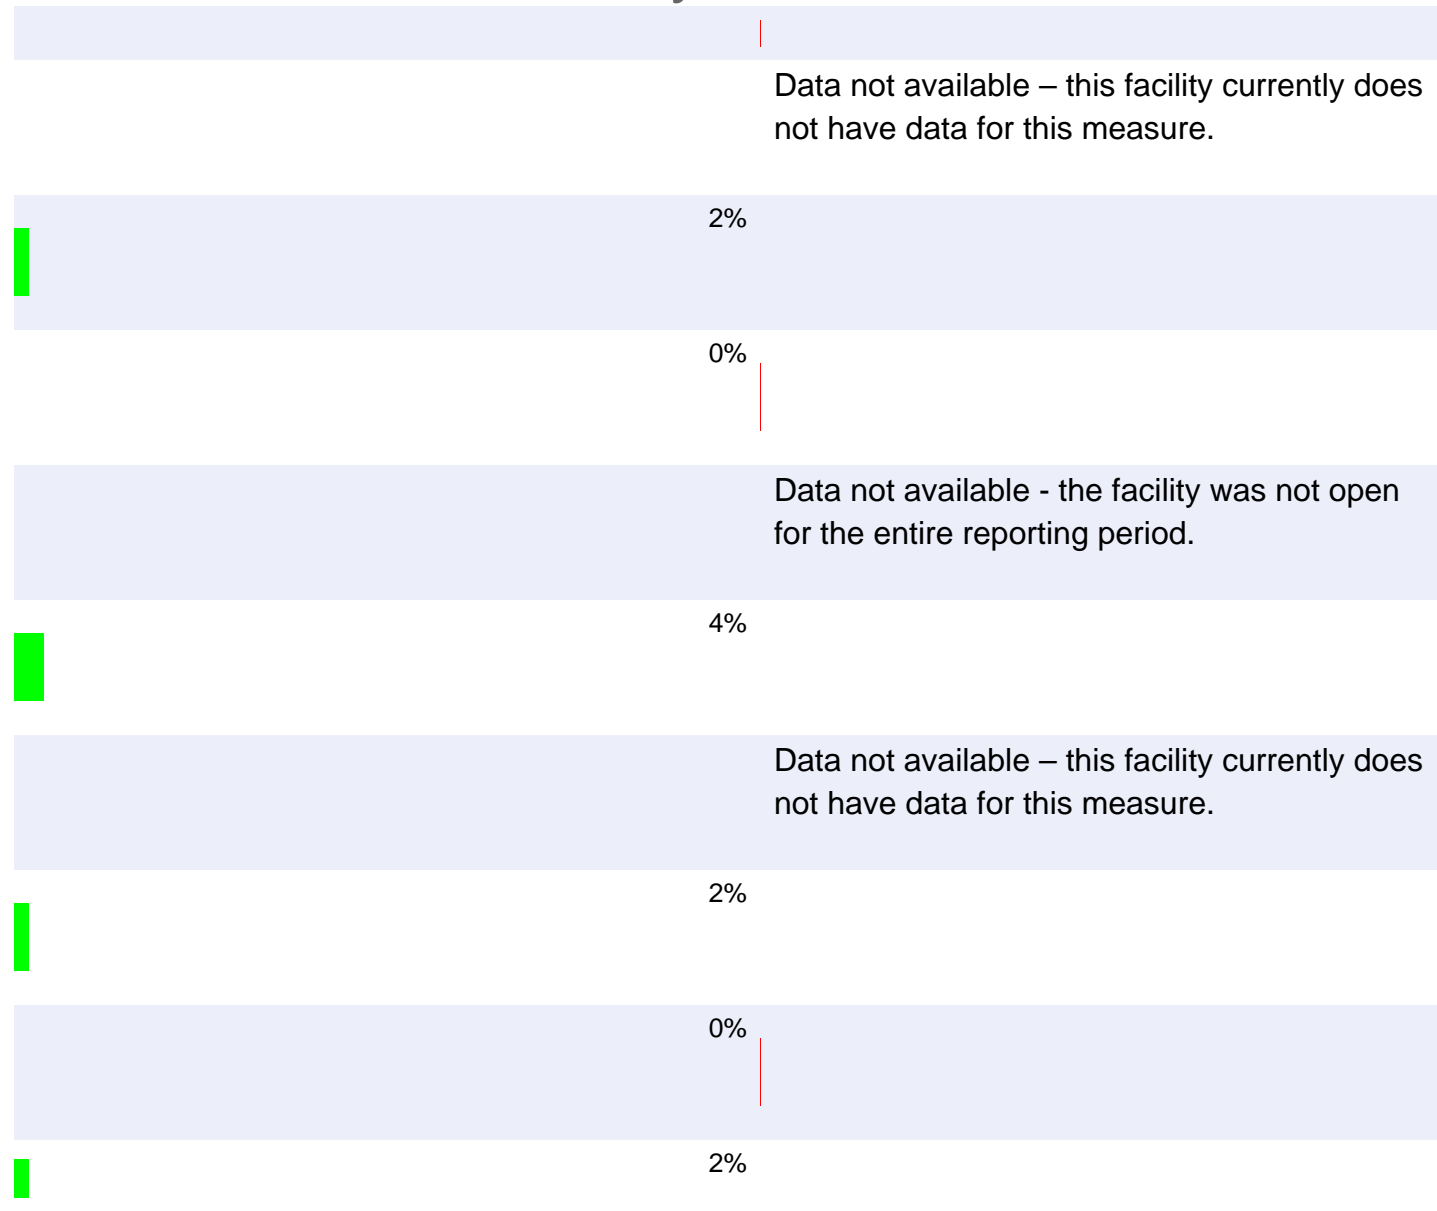 Data not available – this facility currently does
not have data for this measure.
2%
0%
Data not available - the facility was not open
for the entire reporting period.
4%
Data not available – this facility currently does
not have data for this measure.
2%
0%
2%